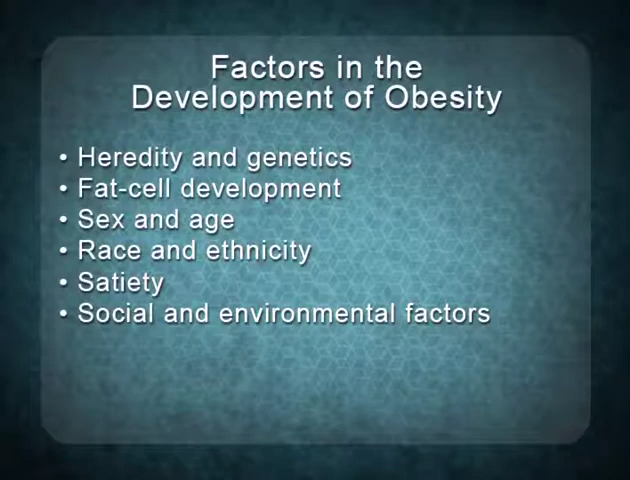 Factors in the
Development of Obesity
• Heredity and genetics
• Fat-cell development
• Sex and age
• Race and ethnicity
• Satiety
• Social and environmental factors